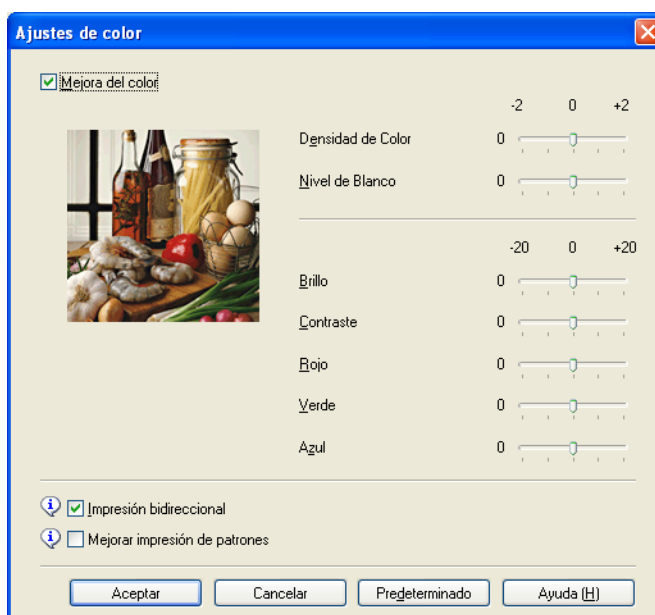 Ajustes de color
Mejora del color
-2 0 +2
Densidad de Color 0
Nivel de Blanco 0
-20 0 +20
Brillo 0
Contraste 0
Rojo 0
Verde 0
Azul 0
Impresión bidireccional
Mejorar impresión de patrones
Aceptar Cancelar Predeterminado Ayuda (H)